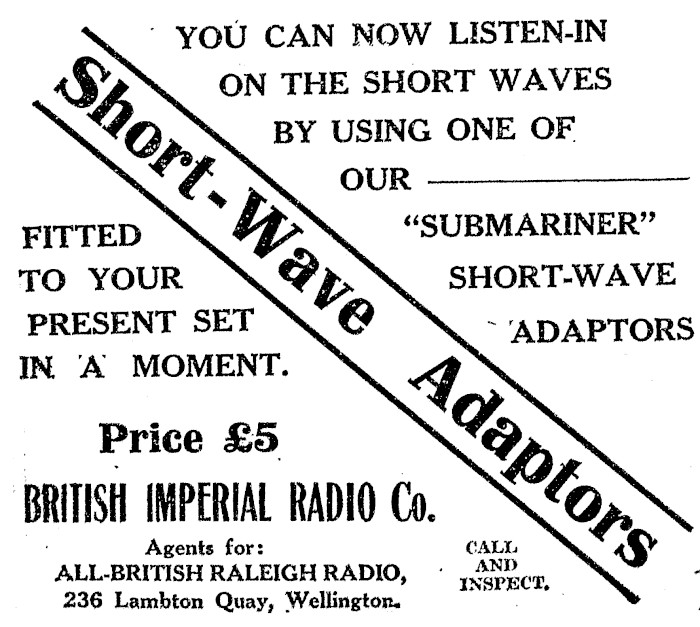 YOU CAN NOW LISTEN-IN
ON THE SHORT WAVES
BY USING ONE OF
OUR
"SUBMARINER"
SHORT-WAVE
ADAPTORS
Short-Wave Adaptors
FITTED
TO YOUR
PRESENT SET
IN A MOMENT.
Price £5
BRITISH IMPERIAL RADIO Co.
Agents for:
ALL-BRITISH RALEIGH RADIO,
236 Lambton Quay, Wellington.
CALL
AND
INSPECT.